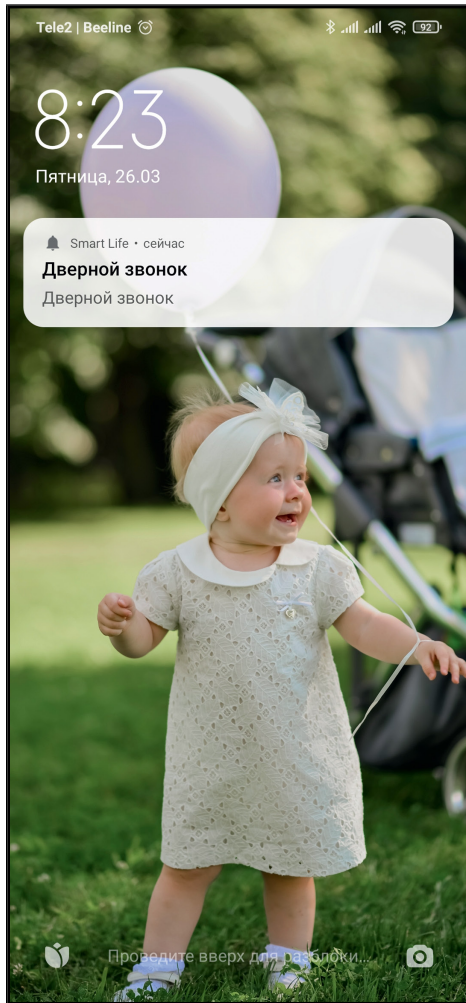 Tele2 | Beeline
92
8:23
Пятница, 26.03
Smart Life • сейчас
Дверной звонок
Дверной звонок
Проведите вверх для разблоки...